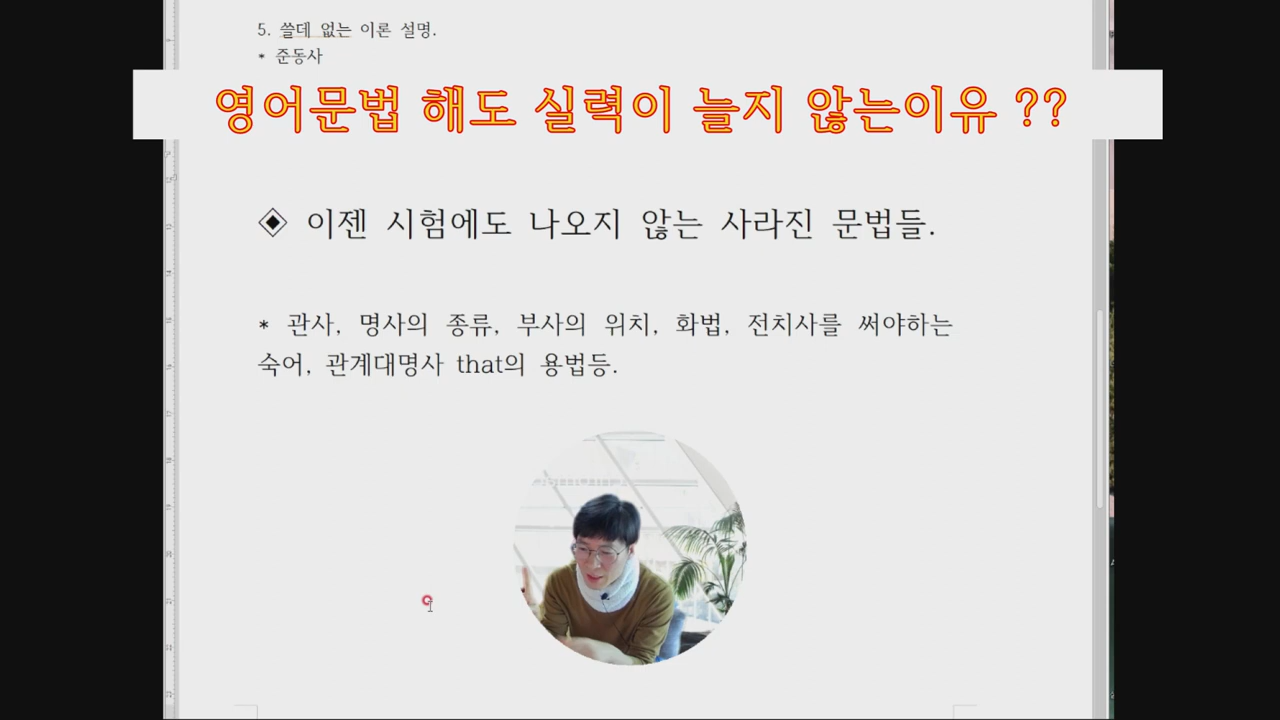 5. 쓸데 없는 이론 설명.
* 준동사
영어문법 해도 실력이 늘지 않는이유 ??
◈ 이젠 시험에도 나오지 않는 사라진 문법들.
* 관사, 명사의 종류, 부사의 위치, 화법, 전치사를 써야하는
숙어, 관계대명사 that의 용법등.